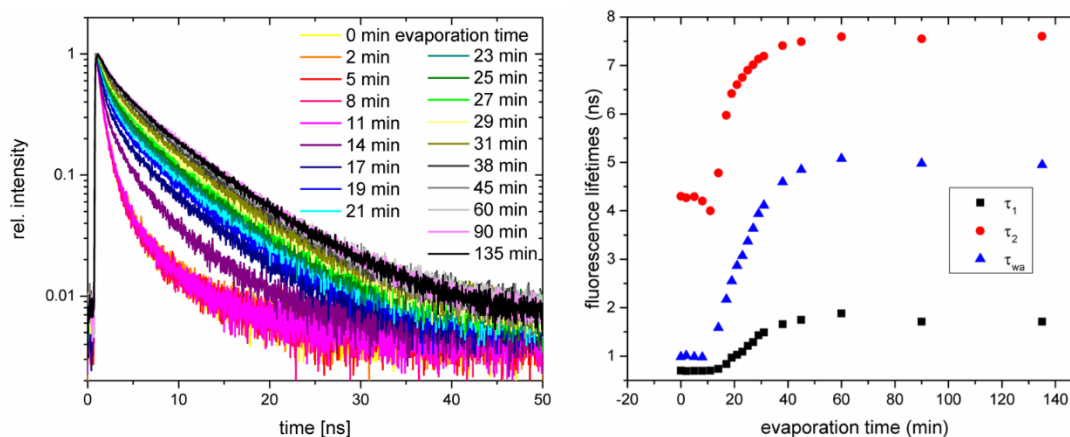 rel. intensity
1
0.1
0.01
0 min evaporation time
2 min
5 min
8 min
11 min
14 min
17 min
19 min
21 min
23 min
25 min
27 min
29 min
31 min
38 min
45 min
60 min
90 min
135 min
0 10 20 30 40 50
time [ns]
fluorescence lifetimes (ns)
8
7
6
5
4
3
2
1
τ1
τ2
τwa
-20 0 20 40 60 80 100 120 140
evaporation time (min)